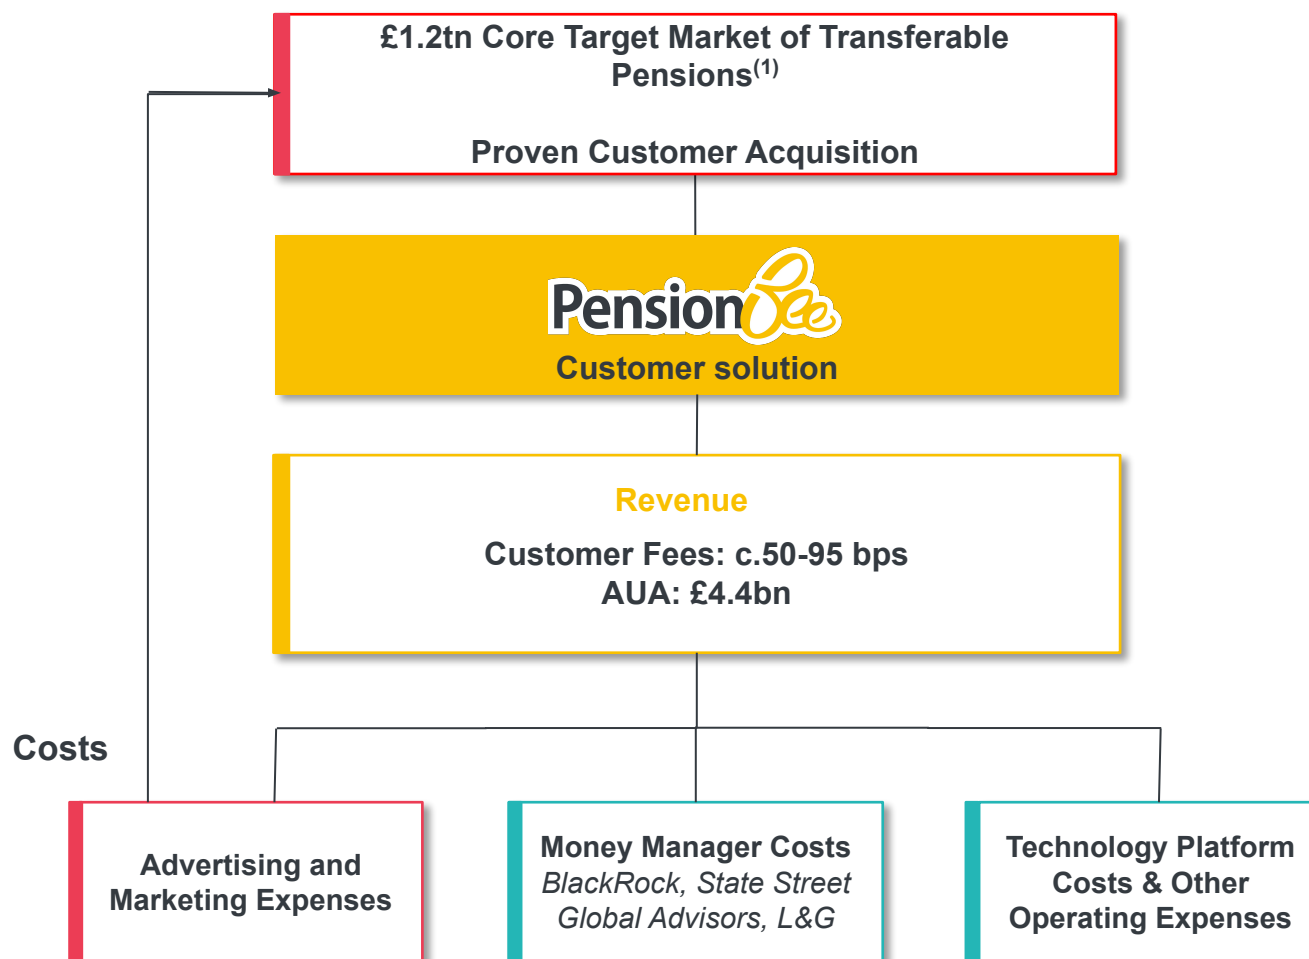 £1.2tn Core Target Market of Transferable
Pensions(1)
Proven Customer Acquisition
PensionBee
Customer solution
Revenue
Customer Fees: c.50-95 bps
AUA: £4.4bn
Costs
Advertising and
Marketing Expenses
Money Manager Costs
BlackRock, State Street
Global Advisors, L&G
Technology Platform
Costs & Other
Operating Expenses